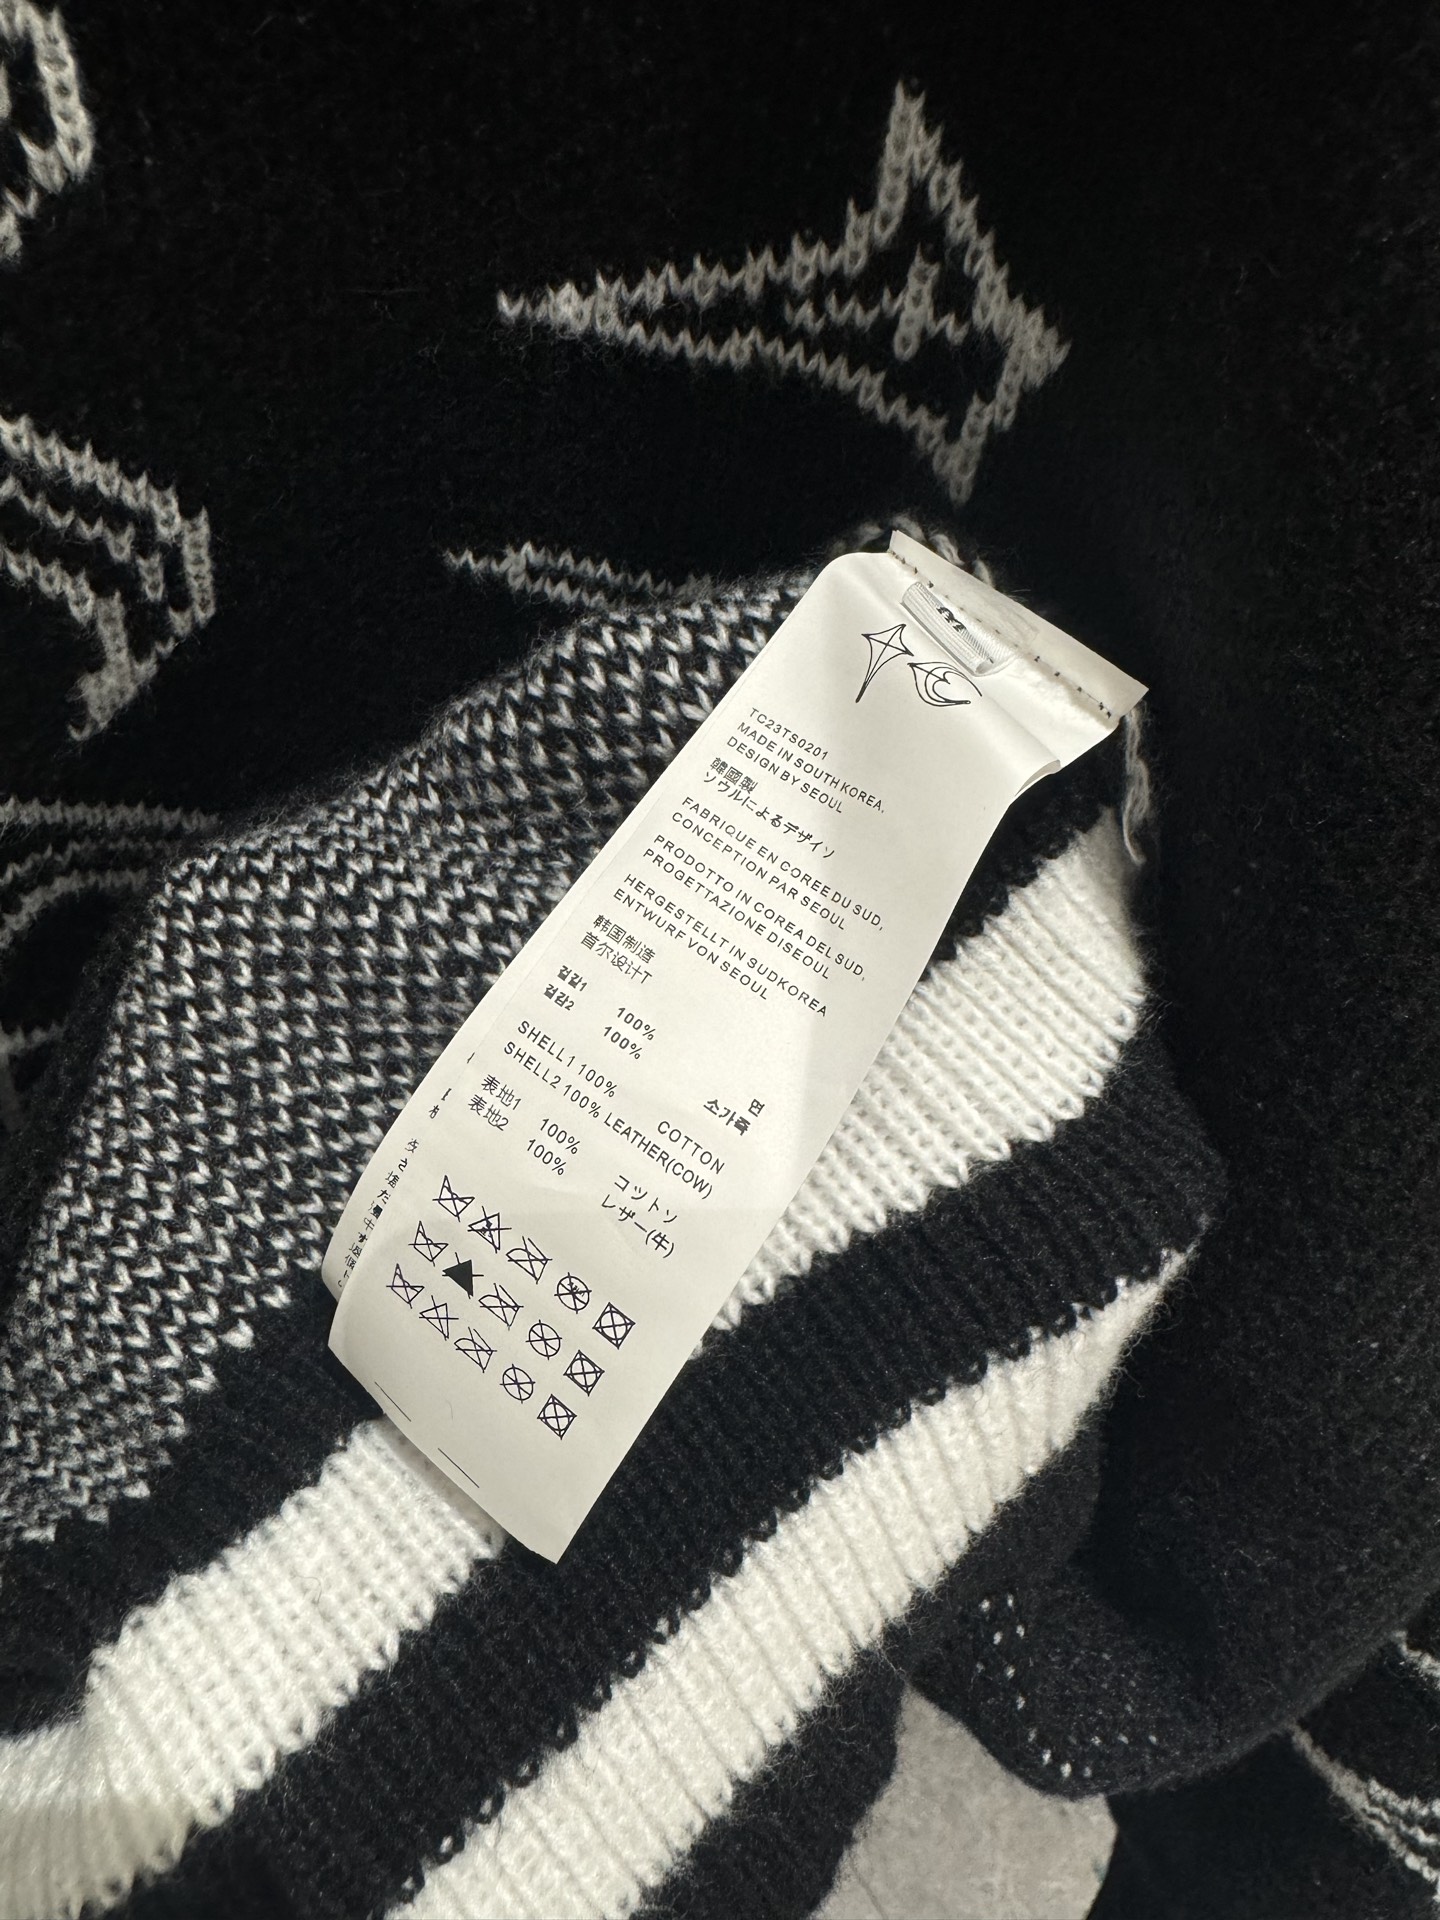 TC23TS0201
MADE IN SOUTH KOREA.
DESIGN BY SEOUL
韓國製
ソウルによるデザイソ
FABRIQUE EN COREE DU SUD,
CONCEPTION PAR SEOUL
PRODOTTO IN COREA DEL SUD,
PROGETTAZIONE DISEOUL
HERGESTELLT IN SUDKOREA
ENTWURF VON SEOUL
韩国制造
首尔设计T
겉감1 100% 면
겉감2 100% 소가죽
SHELL1 100% COTTON
SHELL2 100% LEATHER(COW)
表地1 100% コットソ
表地2 100% レザー(牛)